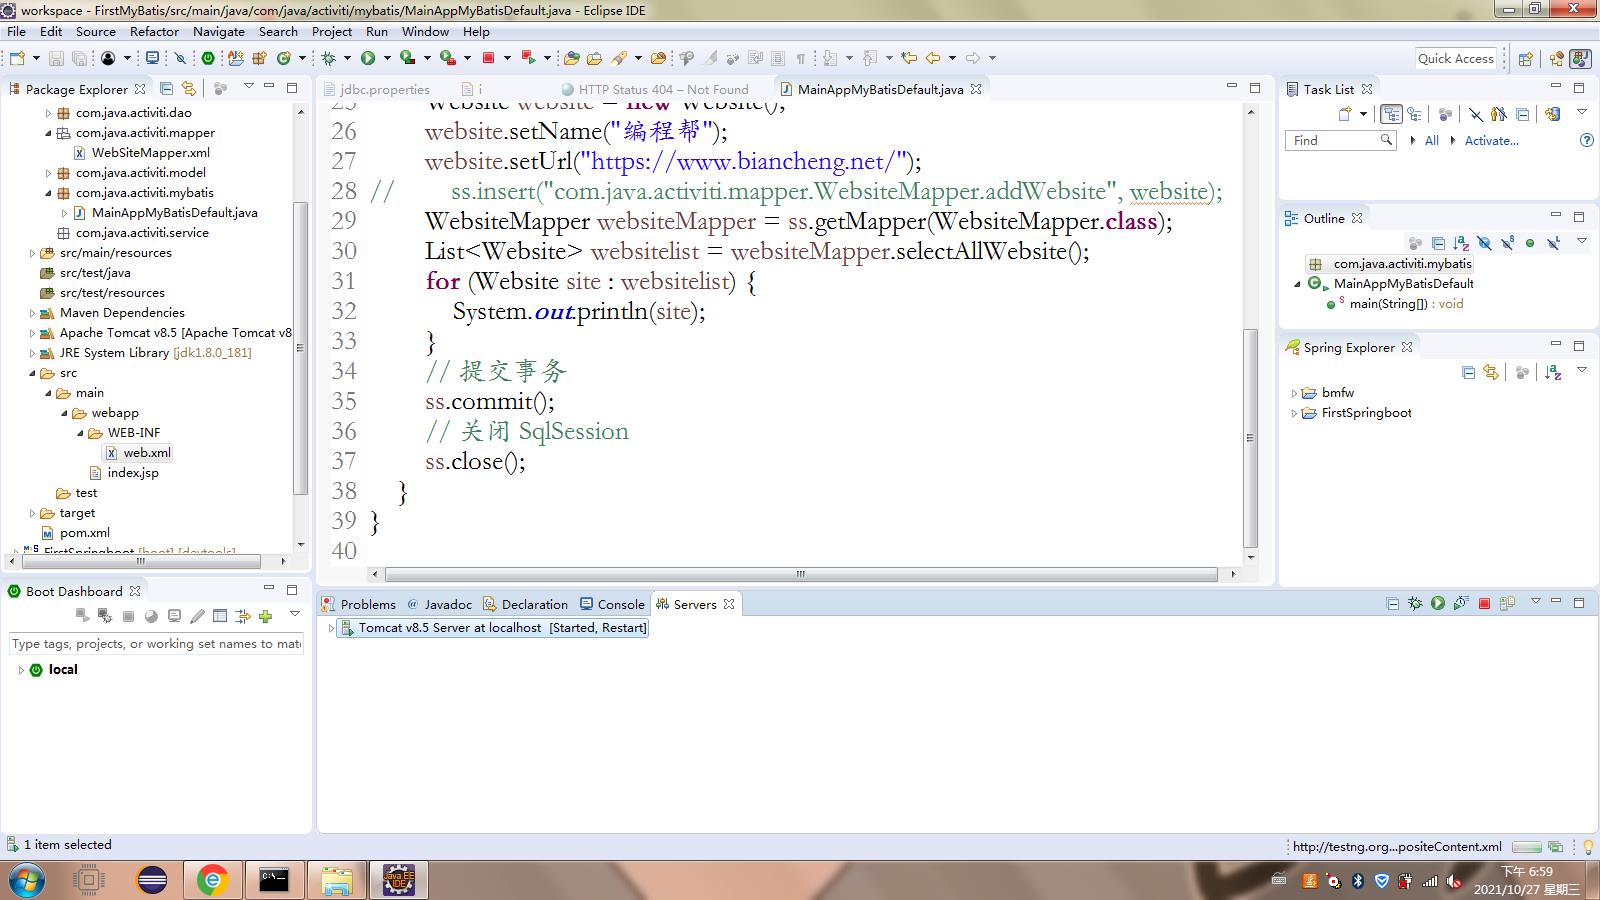 workspace - FirstMyBatis/src/main/java/com/java/activiti/mybatis/MainAppMyBatisDefault.java - Eclipse IDE
File Edit Source Refactor Navigate Search Project Run Window Help
Quick Access
Package Explorer
com.java.activiti.dao
com.java.activiti.mapper
WebSiteMapper.xml
com.java.activiti.model
com.java.activiti.mybatis
MainAppMyBatisDefault.java
com.java.activiti.service
src/main/resources
src/test/java
src/test/resources
Maven Dependencies
Apache Tomcat v8.5 [Apache Tomcat v8
JRE System Library [jdk1.8.0_181]
src
main
webapp
WEB-INF
web.xml
index.jsp
test
target
pom.xml
FirstSpringboot [boot] [devtools]
Boot Dashboard
Type tags, projects, or working set names to mat
local
jdbc.properties i HTTP Status 404 – Not Found MainAppMyBatisDefault.java
25 Website website = new Website();
26 website.setName("编程帮");
27 website.setUrl("https://www.biancheng.net/");
28 // ss.insert("com.java.activiti.mapper.WebsiteMapper.addWebsite", website);
29 WebsiteMapper websiteMapper = ss.getMapper(WebsiteMapper.class);
30 List<Website> websitelist = websiteMapper.selectAllWebsite();
31 for (Website site : websitelist) {
32 System.out.println(site);
33 }
34 // 提交事务
35 ss.commit();
36 // 关闭 SqlSession
37 ss.close();
38 }
39 }
40
Problems Javadoc Declaration Console Servers
Tomcat v8.5 Server at localhost [Started, Restart]
Task List
Find All Activate...
Outline
com.java.activiti.mybatis
MainAppMyBatisDefault
main(String[]) : void
Spring Explorer
bmfw
FirstSpringboot
1 item selected
http://testng.org...positeContent.xml
C:\_
Java EE
IDE
下午 6:59
2021/10/27 星期三